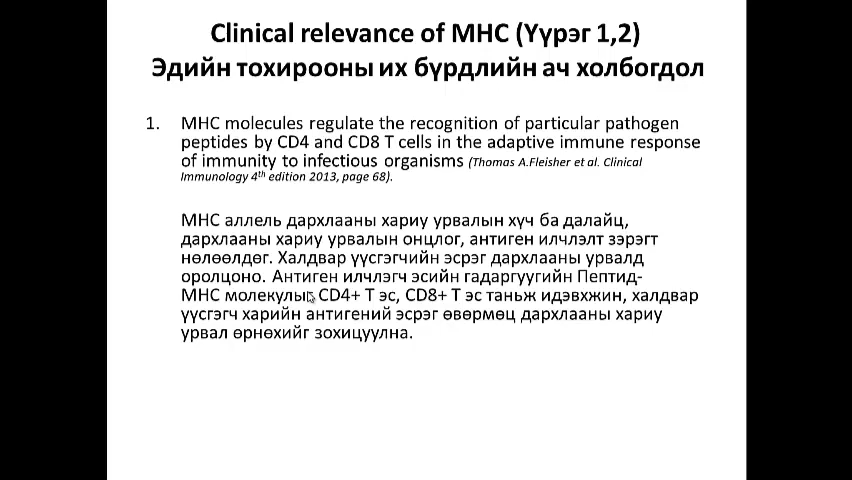 Clinical relevance of MHC (Үүрэг 1,2)
Эдийн тохирооны их бүрдлийн ач холбогдол
1. MHC molecules regulate the recognition of particular pathogen
peptides by CD4 and CD8 T cells in the adaptive immune response
of immunity to infectious organisms (Thomas A.Fleisher et al. Clinical
Immunology 4th edition 2013, page 68).
МНС аллель дархлааны хариу урвалын хүч ба далайц,
дархлааны хариу урвалын онцлог, антиген илчлэлт зэрэгт
нөлөөлдөг. Халдвар үүсгэгчийн эсрэг дархлааны урвалд
оролцоно. Антиген илчлэгч эсийн гадаргуугийн Пептид-
МНС молекулыг CD4+ T эс, CD8+ T эс таньж идэвхжин, халдвар
үүсгэгч харийн антигений эсрэг өвөрмөц дархлааны хариу
урвал өрнөхийг зохицуулна.